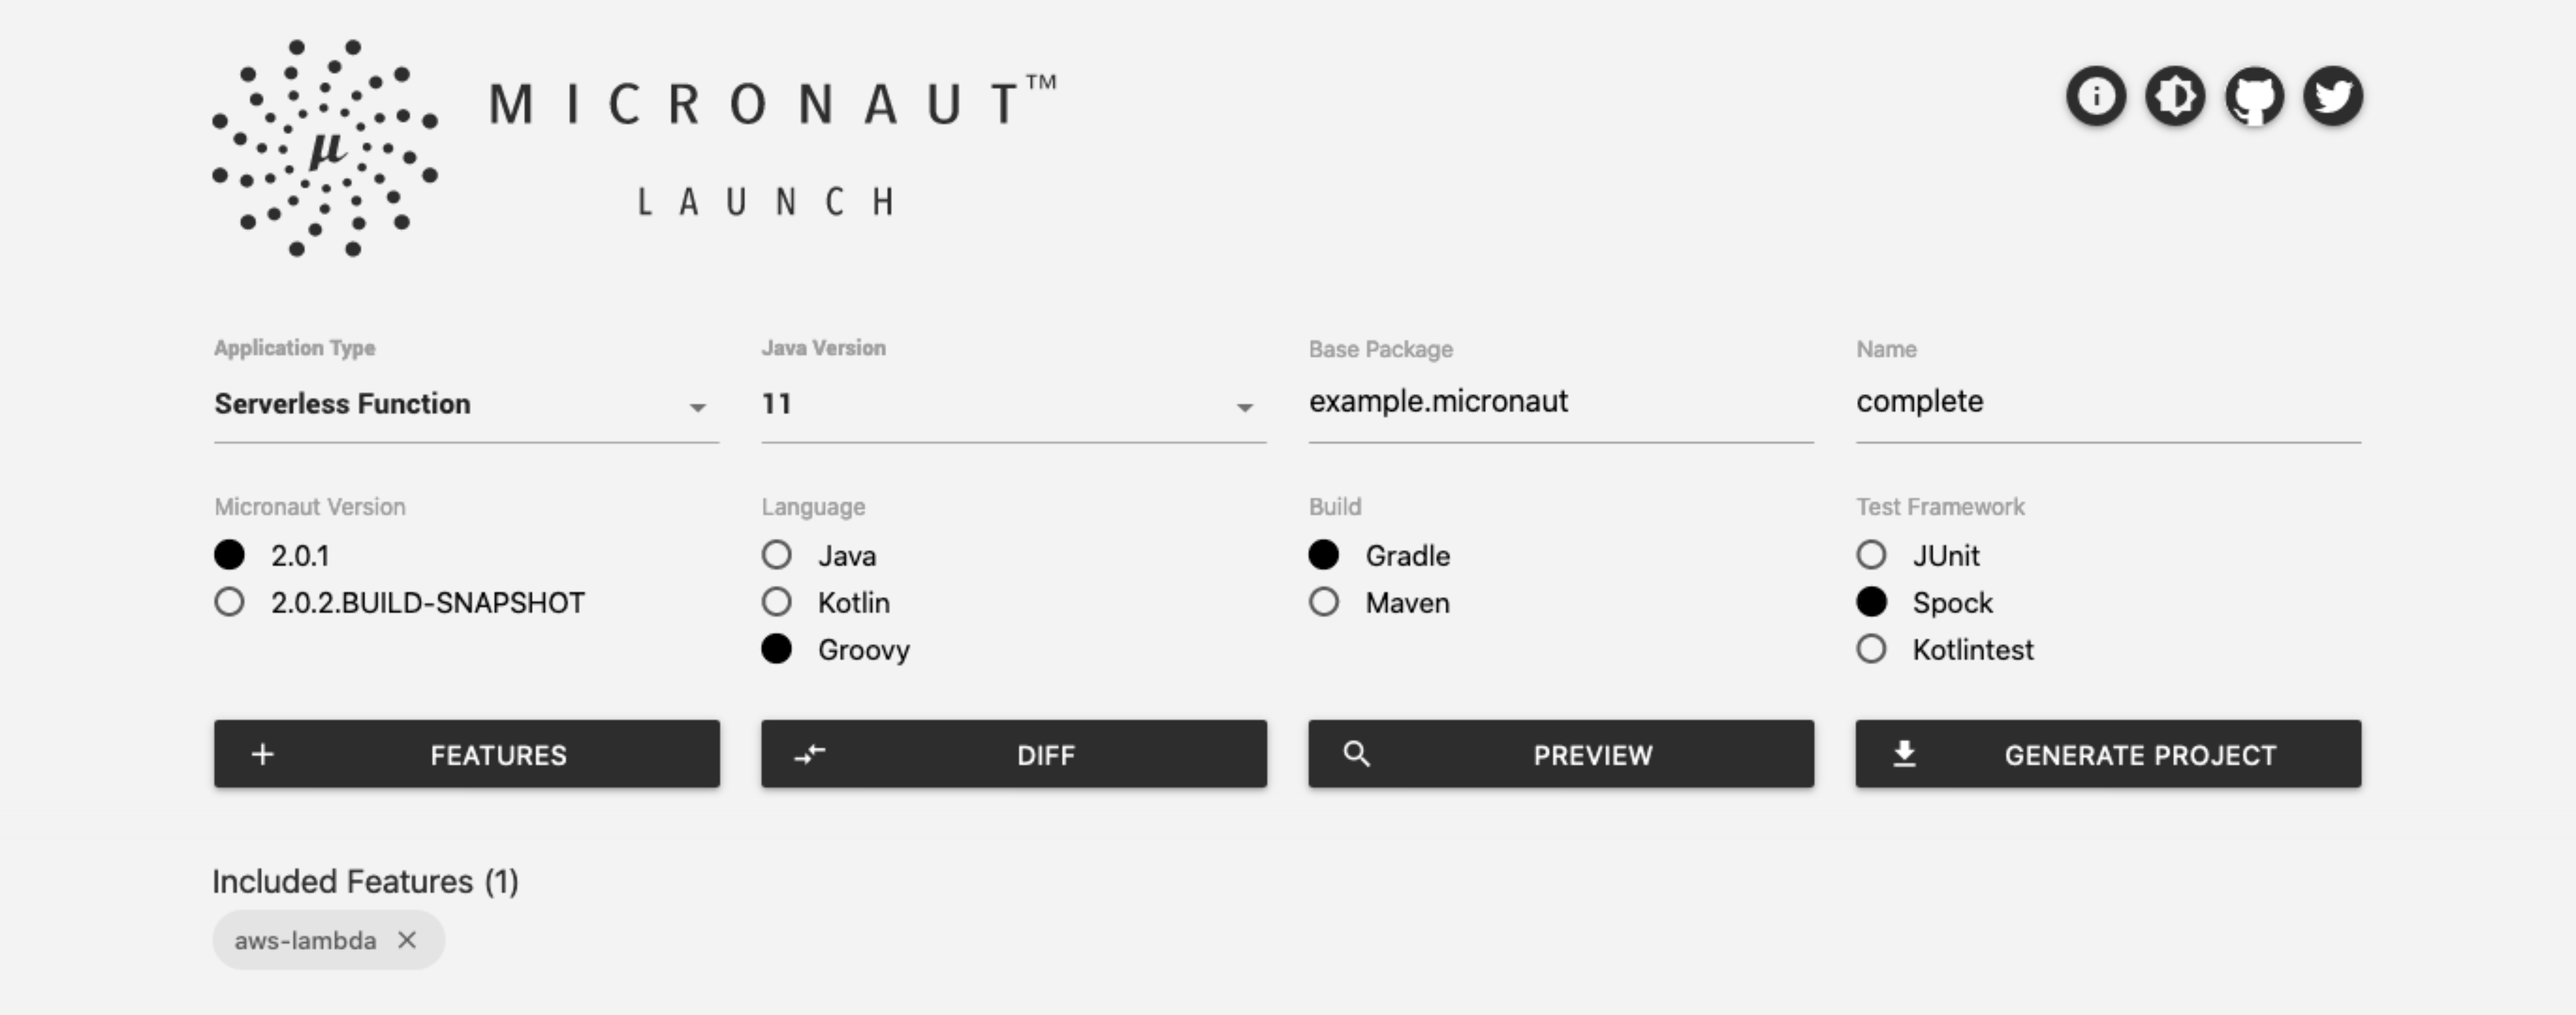 MICRONAUT™
LAUNCH
µ
Application Type
Serverless Function
Java Version
11
Base Package
example.micronaut
Name
complete
Micronaut Version
2.0.1
2.0.2.BUILD-SNAPSHOT
Language
Java
Kotlin
Groovy
Build
Gradle
Maven
Test Framework
JUnit
Spock
Kotlintest
FEATURES
DIFF
PREVIEW
GENERATE PROJECT
Included Features (1)
aws-lambda